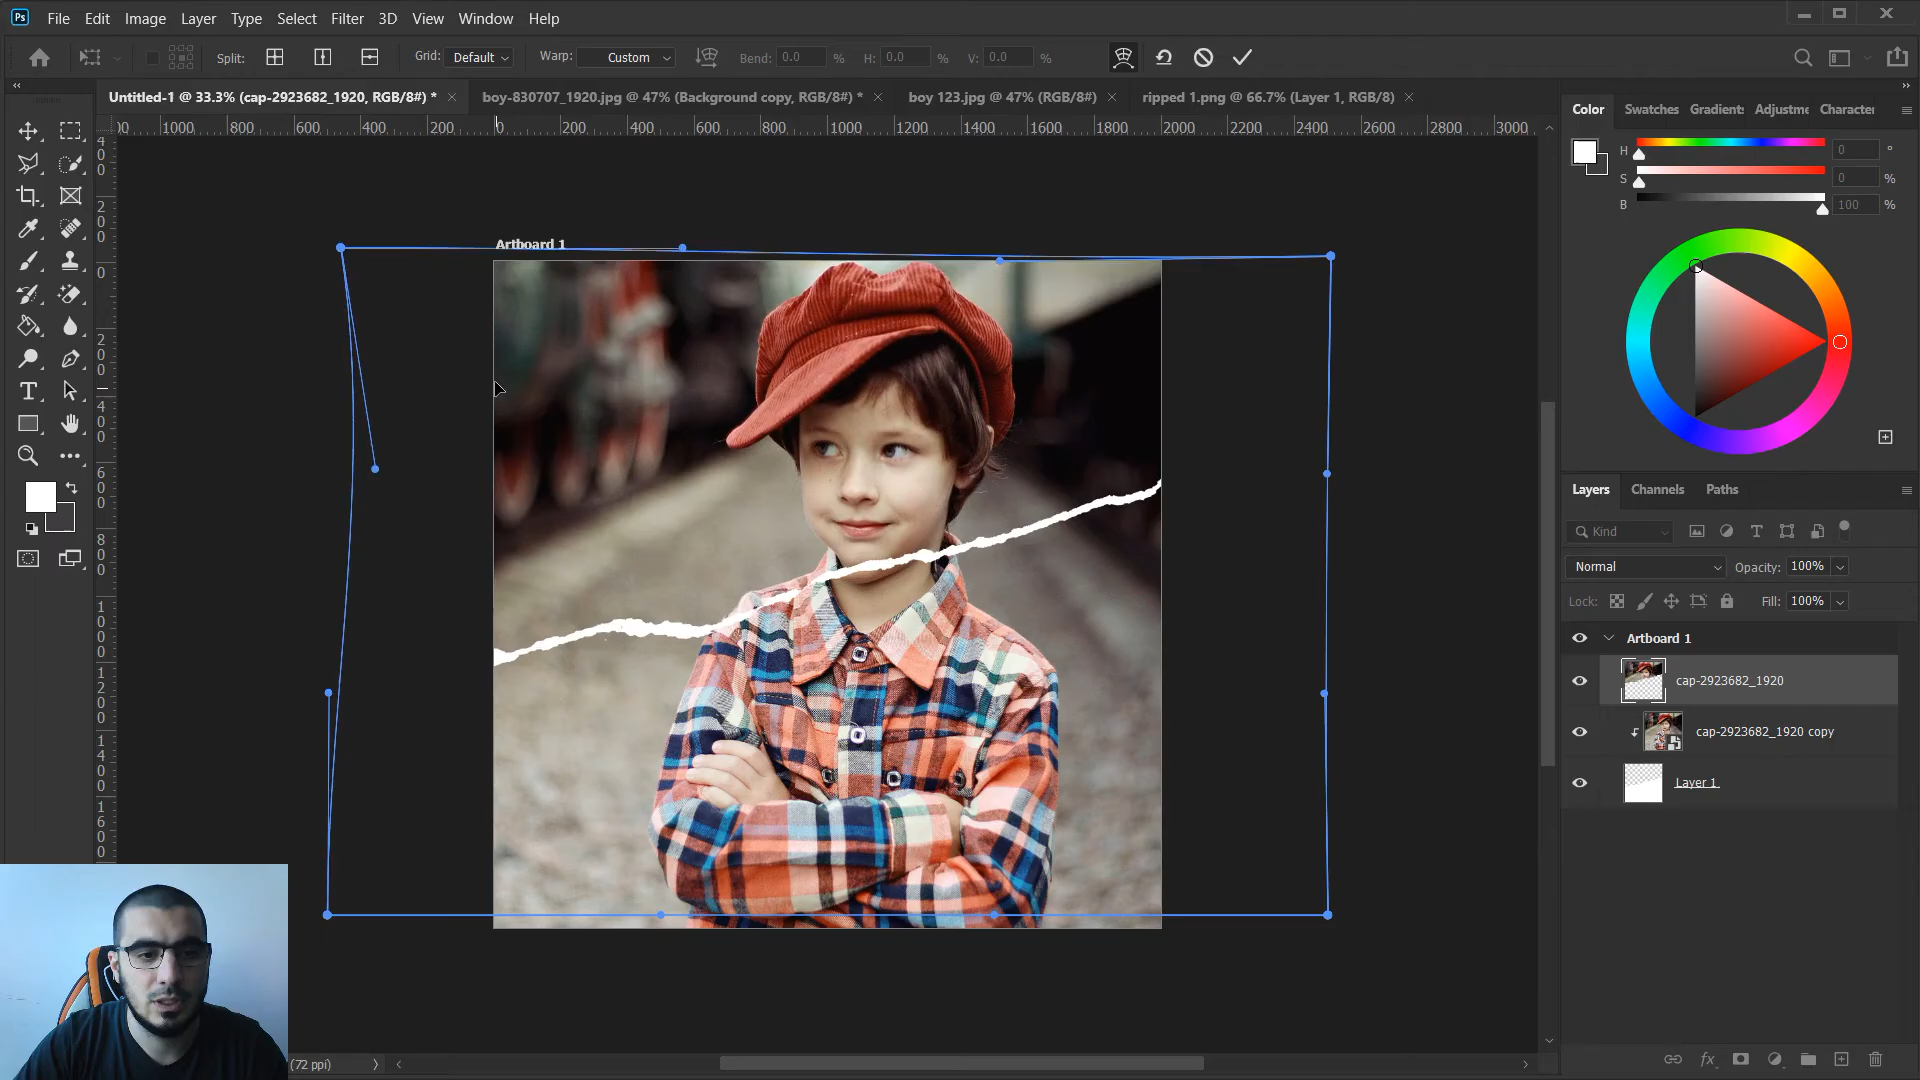 Ps File Edit Image Layer Type Select Filter 3D View Window Help
Split: Grid: Default Warp: Custom Bend: 0.0 % H: 0.0 % V: 0.0 %
Untitled-1 @ 33.3% (cap-2923682_1920, RGB/8#) * boy-830707_1920.jpg @ 47% (Background copy, RGB/8#) * boy 123.jpg @ 47% (RGB/8#) ripped 1.png @ 66.7% (Layer 1, RGB/8)
1000 800 600 400 200 0 200 400 600 800 1000 1200 1400 1600 1800 2000 2200 2400 2600 2800 3000
Color Swatches Gradients Adjustme Character
H 0 °
S 0 %
B 100 %
Artboard 1
Layers Channels Paths
Kind
Normal Opacity: 100%
Lock: Fill: 100%
Artboard 1
cap-2923682_1920
cap-2923682_1920 copy
Layer 1
(72 ppi)